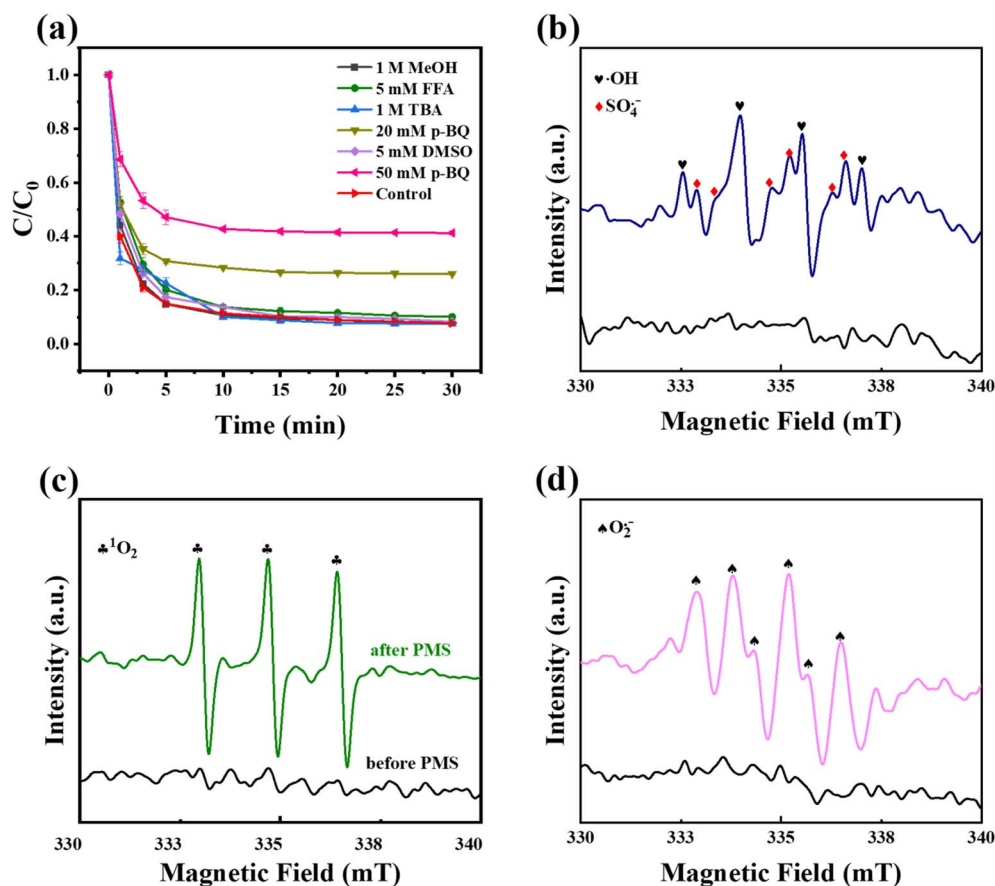 (a)
1.0
0.8
0.6
0.4
0.2
0.0
C/C₀
0 5 10 15 20 25 30
Time (min)
1 M MeOH
5 mM FFA
1 M TBA
20 mM p-BQ
5 mM DMSO
50 mM p-BQ
Control
(b)
♥ ·OH
♦ SO₄·⁻
Intensity (a.u.)
330 333 335 338 340
Magnetic Field (mT)
(c)
♣ ¹O₂
after PMS
before PMS
Intensity (a.u.)
330 333 335 338 340
Magnetic Field (mT)
(d)
♠ O₂·⁻
Intensity (a.u.)
330 333 335 338 340
Magnetic Field (mT)